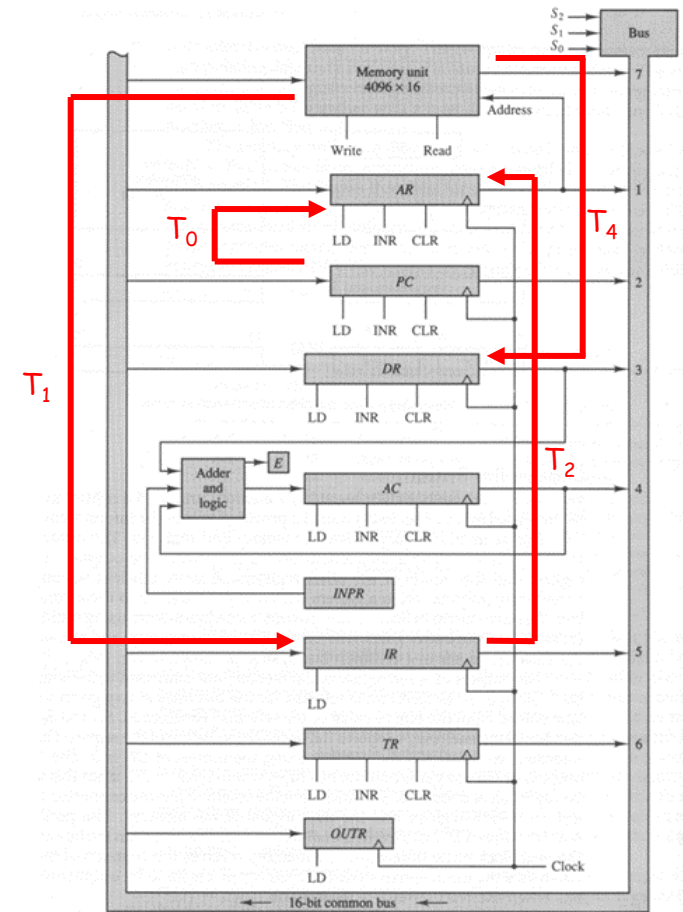 S₂
S₁
S₀
Bus
Memory unit
4096 × 16
7
Address
Write Read
AR
1
T₀
T₄
LD INR CLR
PC
2
LD INR CLR
DR
3
T₁
LD INR CLR
T₂
E
Adder
and
logic
AC
4
LD INR CLR
INPR
IR
5
LD
TR
6
LD INR CLR
OUTR
Clock
LD
16-bit common bus